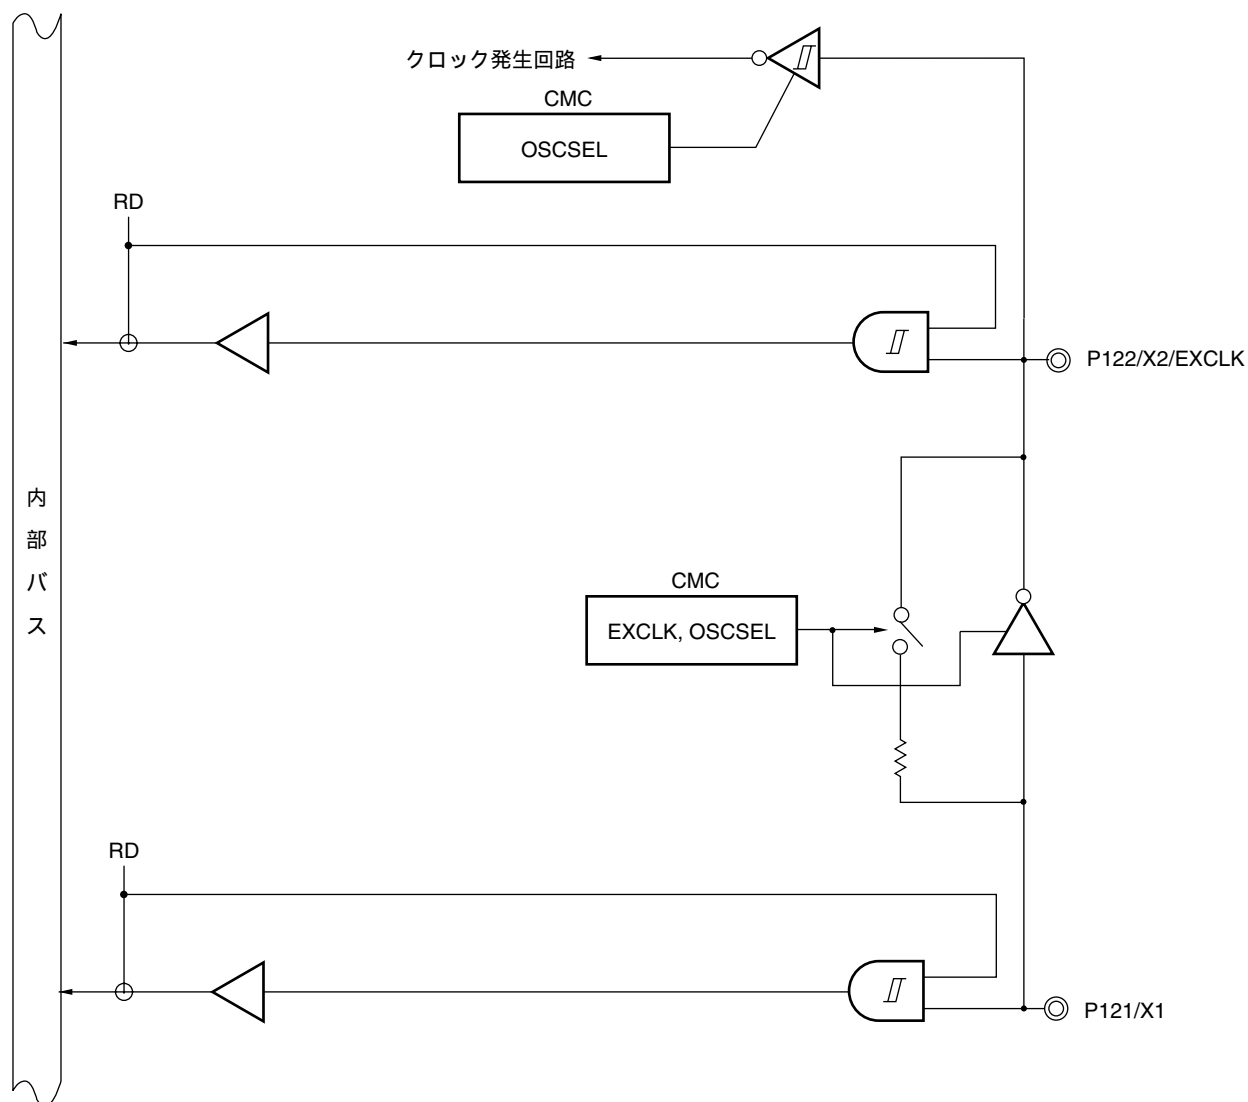 クロック発生回路
CMC
OSCSEL
RD
P122/X2/EXCLK
内部バス
CMC
EXCLK, OSCSEL
RD
P121/X1